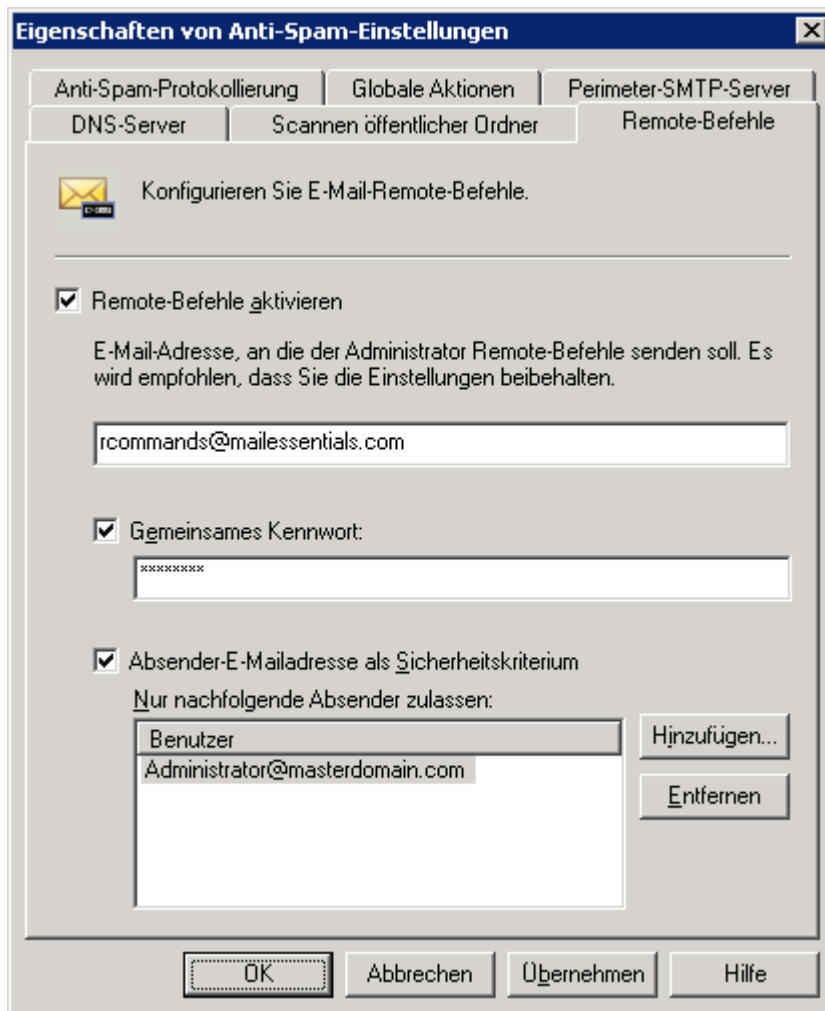 Eigenschaften von Anti-Spam-Einstellungen
Anti-Spam-Protokollierung Globale Aktionen Perimeter-SMTP-Server
DNS-Server Scannen öffentlicher Ordner Remote-Befehle
Konfigurieren Sie E-Mail-Remote-Befehle.
Remote-Befehle aktivieren
E-Mail-Adresse, an die der Administrator Remote-Befehle senden soll. Es
wird empfohlen, dass Sie die Einstellungen beibehalten.
rcommands@mailessentials.com
Gemeinsames Kennwort:
xxxxxxxx
Absender-E-Mailadresse als Sicherheitskriterium
Nur nachfolgende Absender zulassen:
Benutzer
Administrator@masterdomain.com
Hinzufügen...
Entfernen
OK Abbrechen Übernehmen Hilfe